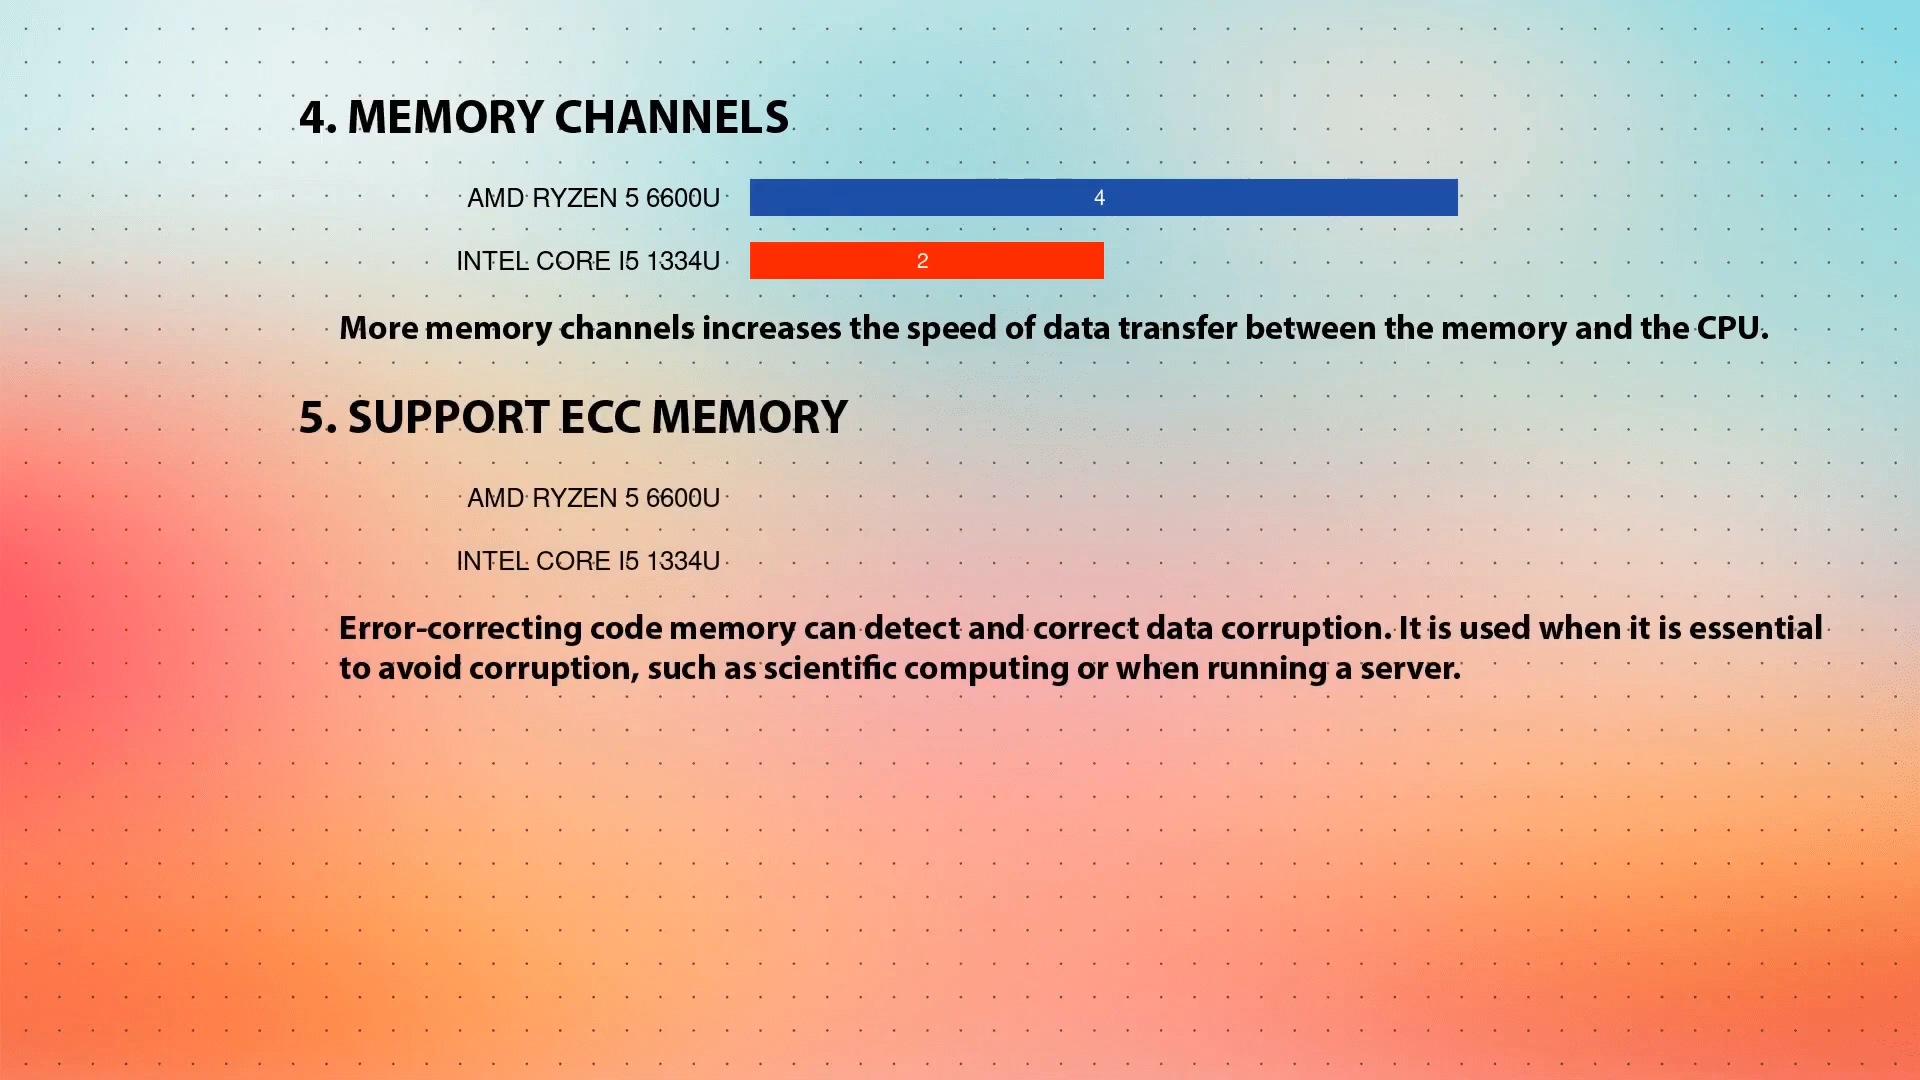 4. MEMORY CHANNELS
AMD RYZEN 5 6600U
4
INTEL CORE I5 1334U
2
More memory channels increases the speed of data transfer between the memory and the CPU.
5. SUPPORT ECC MEMORY
AMD RYZEN 5 6600U
INTEL CORE I5 1334U
Error-correcting code memory can detect and correct data corruption. It is used when it is essential
to avoid corruption, such as scientific computing or when running a server.